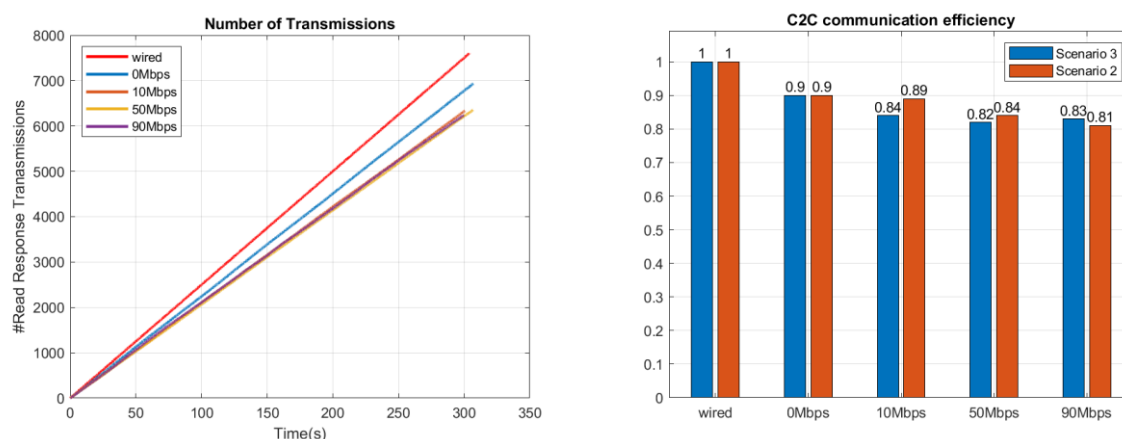 Number of Transmissions
8000
7000
6000
5000
4000
3000
2000
1000
0
#Read Response Tranasmissions
wired
0Mbps
10Mbps
50Mbps
90Mbps
0 50 100 150 200 250 300 350
Time(s)
C2C communication efficiency
1
0.9
0.8
0.7
0.6
0.5
0.4
0.3
0.2
0.1
0
Scenario 3
Scenario 2
1 1
0.9 0.9
0.84 0.89
0.82 0.84
0.83 0.81
wired 0Mbps 10Mbps 50Mbps 90Mbps